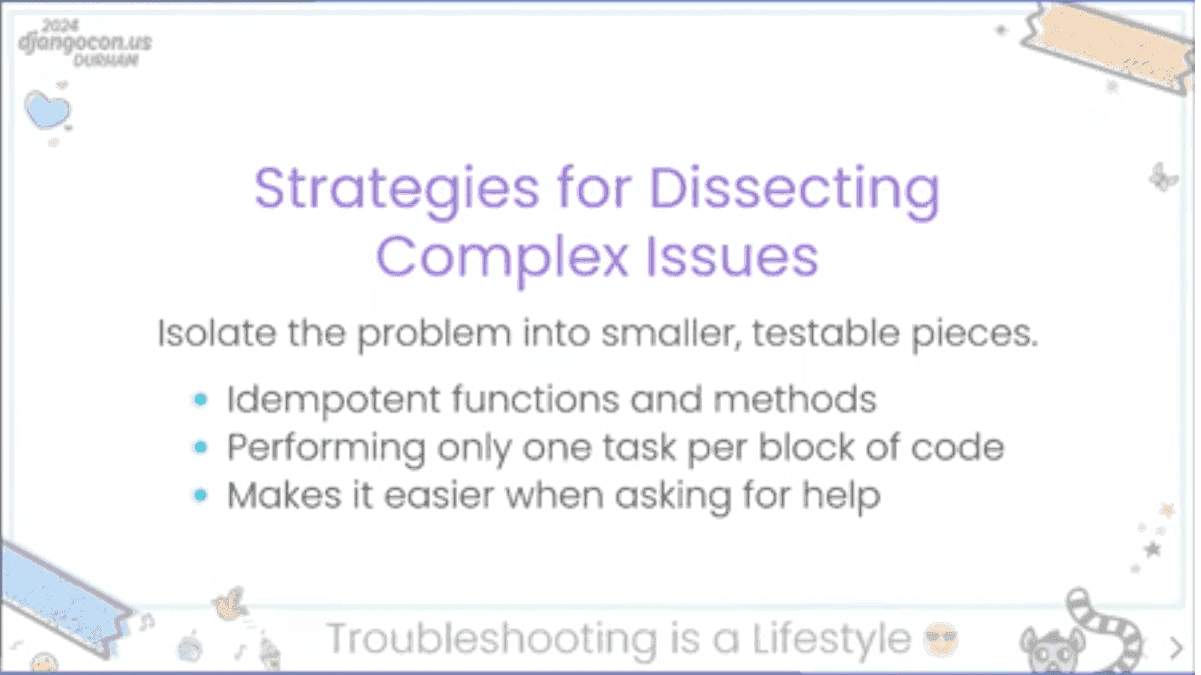 2024
djangocon.us
DURHAM
Strategies for Dissecting
Complex Issues
Isolate the problem into smaller, testable pieces.
Idempotent functions and methods
Performing only one task per block of code
Makes it easier when asking for help
Troubleshooting is a Lifestyle 😎